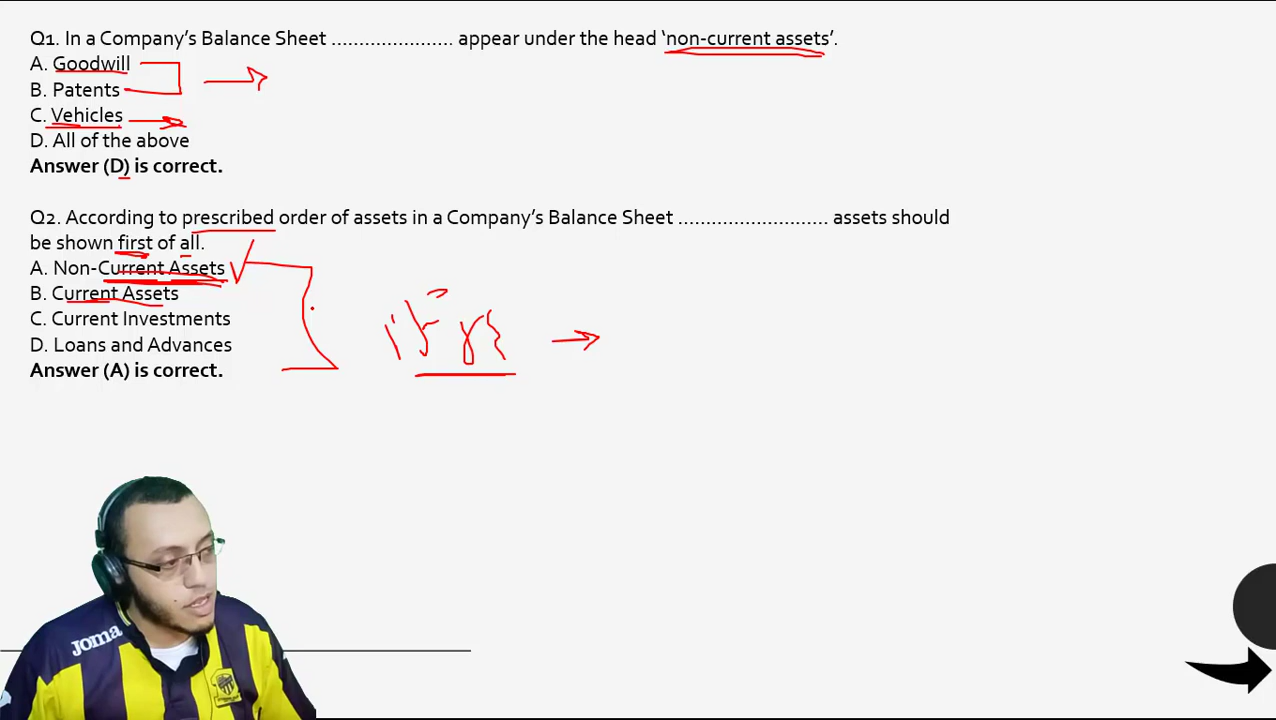 Q1. In a Company's Balance Sheet ...................... appear under the head 'non-current assets'.
A. Goodwill
B. Patents
C. Vehicles
D. All of the above
Answer (D) is correct.
Q2. According to prescribed order of assets in a Company's Balance Sheet ........................... assets should
be shown first of all.
A. Non-Current Assets
B. Current Assets
C. Current Investments
D. Loans and Advances
Answer (A) is correct.
JOMA